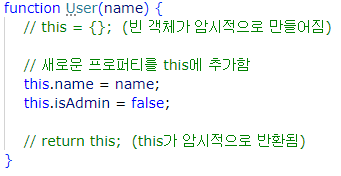 function User(name) {
// this = {};  (빈 객체가 암시적으로 만들어짐)
// 새로운 프로퍼티를 this에 추가함
this.name = name;
this.isAdmin = false;
// return this;  (this가 암시적으로 반환됨)
}